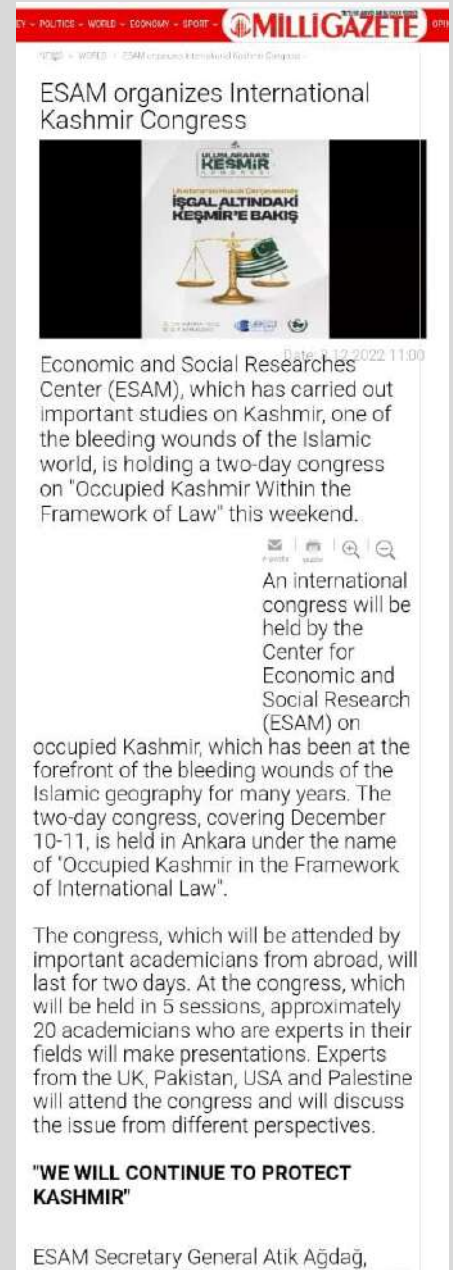 EY - POLITICS - WORLD - ECONOMY - SPORT - MİLLİ GAZETE OPI
WORLD
ESAM organizes International
Kashmir Congress
ULUSLARARASI
KEŞMİR
İŞGAL ALTINDAKİ
KEŞMİR'E BAKIŞ
12.2022 11:00
Economic and Social Researches
Center (ESAM), which has carried out
important studies on Kashmir, one of
the bleeding wounds of the Islamic
world, is holding a two-day congress
on "Occupied Kashmir Within the
Framework of Law" this weekend.
An international
congress will be
held by the
Center for
Economic and
Social Research
(ESAM) on
occupied Kashmir, which has been at the
forefront of the bleeding wounds of the
Islamic geography for many years. The
two-day congress, covering December
10-11, is held in Ankara under the name
of "Occupied Kashmir in the Framework
of International Law".
The congress, which will be attended by
important academicians from abroad, will
last for two days. At the congress, which
will be held in 5 sessions, approximately
20 academicians who are experts in their
fields will make presentations. Experts
from the UK, Pakistan, USA and Palestine
will attend the congress and will discuss
the issue from different perspectives.
"WE WILL CONTINUE TO PROTECT
KASHMIR"
ESAM Secretary General Atik Ağdağ,